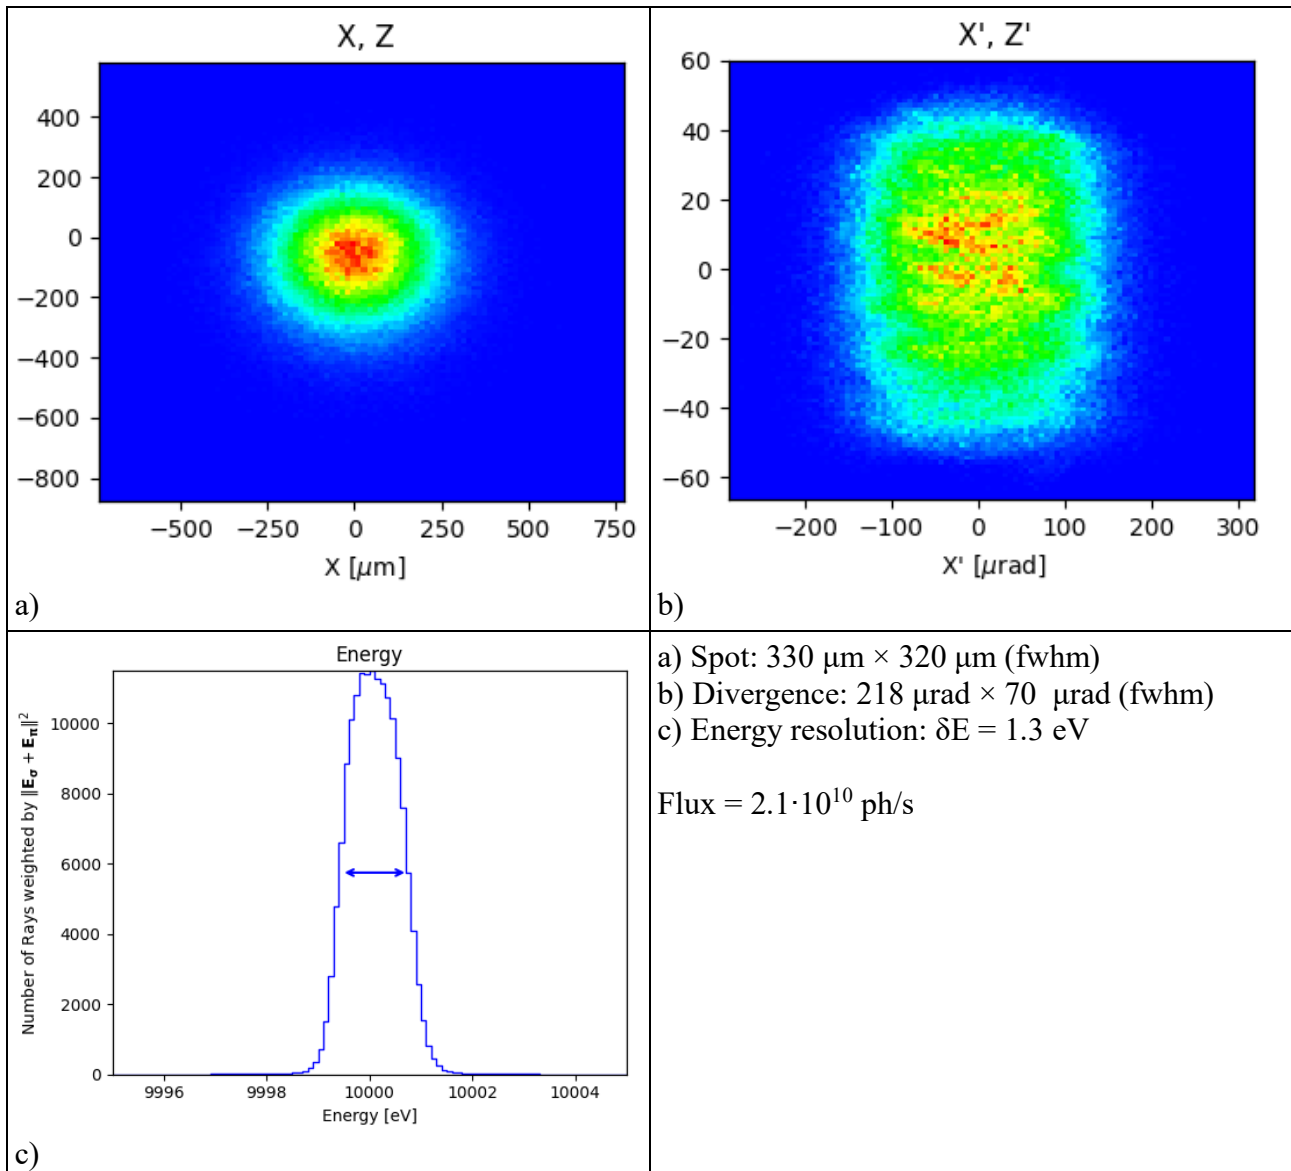 X, Z
400
200
0
−200
−400
−600
−800
−500 −250 0 250 500 750
X [μm]
a)
X', Z'
60
40
20
0
−20
−40
−60
−200 −100 0 100 200 300
X' [μrad]
b)
Energy
Number of Rays weighted by ‖𝐄σ + 𝐄π‖²
10000
8000
6000
4000
2000
0
9996 9998 10000 10002 10004
Energy [eV]
c)
a) Spot: 330 μm × 320 μm (fwhm)
b) Divergence: 218 μrad × 70 μrad (fwhm)
c) Energy resolution: δE = 1.3 eV
Flux = 2.1·10¹⁰ ph/s